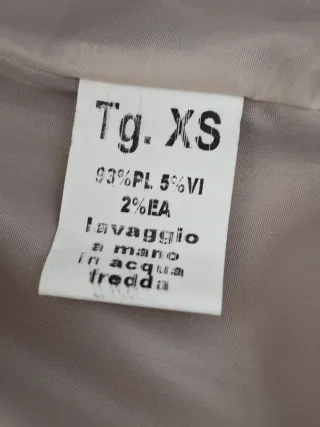 Tg. XS
93%PL 5%VI
2%EA
lavaggio
a mano
in acqua
fredda